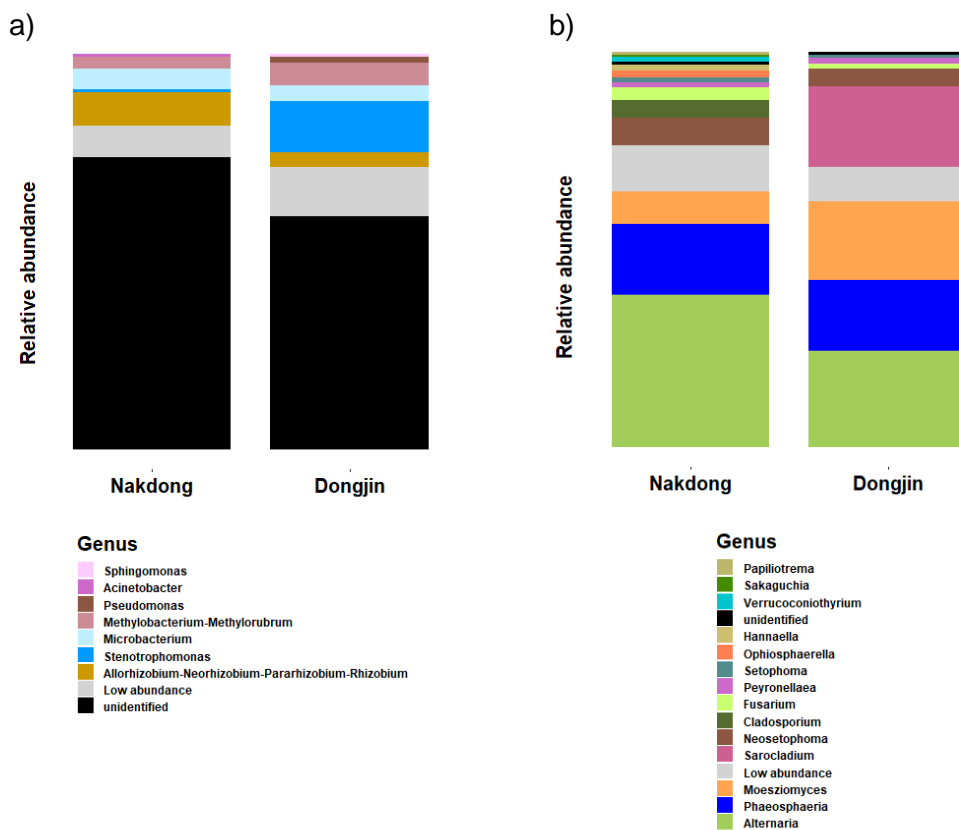 a)
Relative abundance
Nakdong
Dongjin
Genus
Sphingomonas
Acinetobacter
Pseudomonas
Methylobacterium-Methylorubrum
Microbacterium
Stenotrophomonas
Allorhizobium-Neorhizobium-Pararhizobium-Rhizobium
Low abundance
unidentified
b)
Relative abundance
Nakdong
Dongjin
Genus
Papiliotrema
Sakaguchia
Verrucoconiothyrium
unidentified
Hannaella
Ophiosphaerella
Setophoma
Peyronellaea
Fusarium
Cladosporium
Neosetophoma
Sarocladium
Low abundance
Moesziomyces
Phaeosphaeria
Alternaria